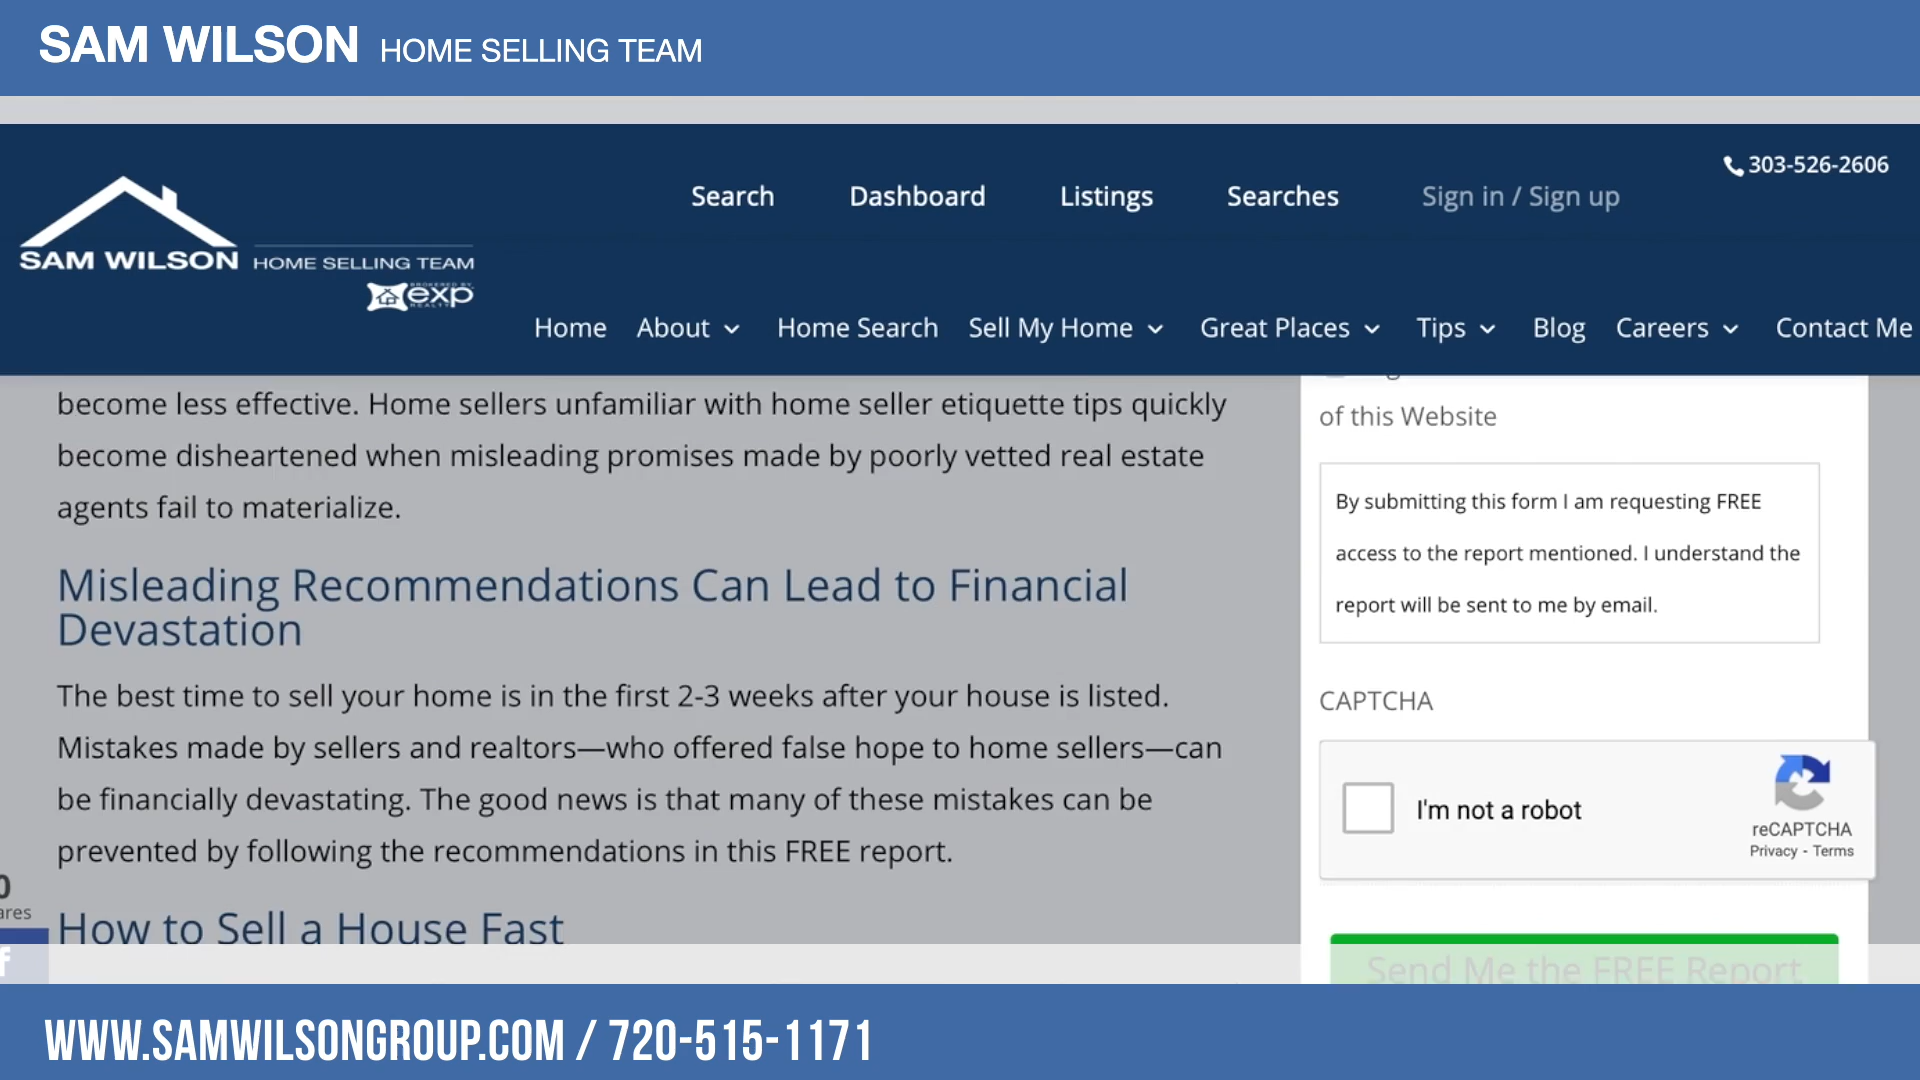 SAM WILSON HOME SELLING TEAM
303-526-2606
Search Dashboard Listings Searches Sign in / Sign up
SAM WILSON HOME SELLING TEAM
BROKERED BY
exp
REALTY
Home About Home Search Sell My Home Great Places Tips Blog Careers Contact Me
become less effective. Home sellers unfamiliar with home seller etiquette tips quickly
become disheartened when misleading promises made by poorly vetted real estate
agents fail to materialize.
Misleading Recommendations Can Lead to Financial
Devastation
The best time to sell your home is in the first 2-3 weeks after your house is listed.
Mistakes made by sellers and realtors—who offered false hope to home sellers—can
be financially devastating. The good news is that many of these mistakes can be
prevented by following the recommendations in this FREE report.
How to Sell a House Fast
0
ares
f
of this Website
By submitting this form I am requesting FREE
access to the report mentioned. I understand the
report will be sent to me by email.
CAPTCHA
I'm not a robot
reCAPTCHA
Privacy - Terms
Send Me the FREE Report
WWW.SAMWILSONGROUP.COM / 720-515-1171